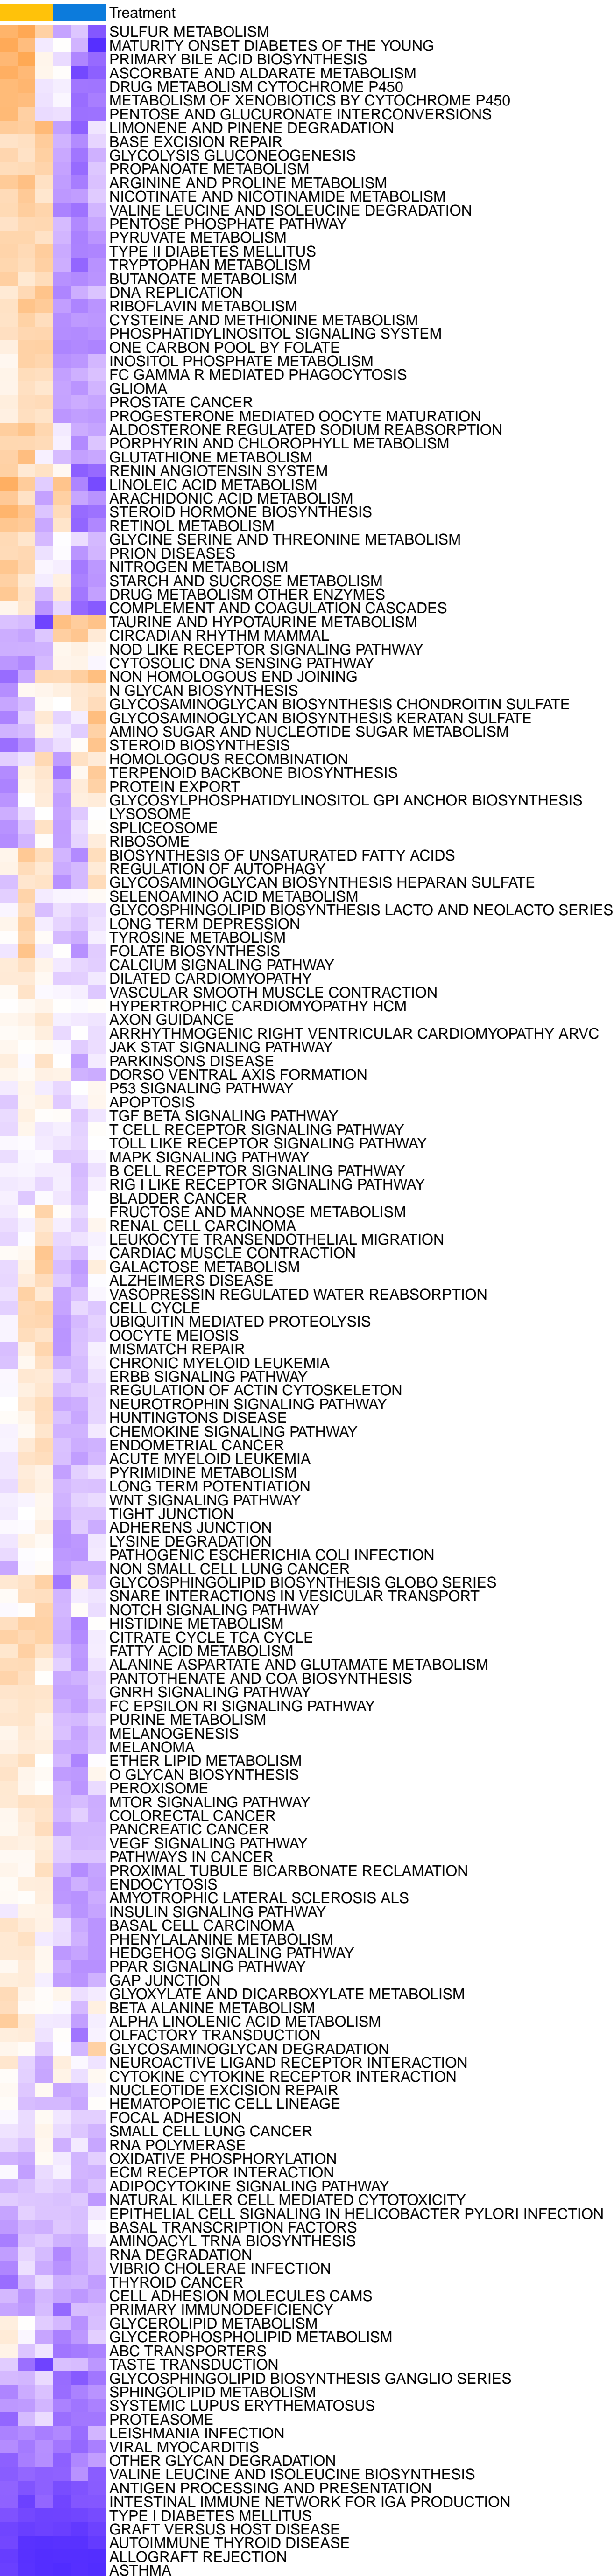 Treatment
SULFUR METABOLISM
MATURITY ONSET DIABETES OF THE YOUNG
PRIMARY BILE ACID BIOSYNTHESIS
ASCORBATE AND ALDARATE METABOLISM
DRUG METABOLISM CYTOCHROME P450
METABOLISM OF XENOBIOTICS BY CYTOCHROME P450
PENTOSE AND GLUCURONATE INTERCONVERSIONS
LIMONENE AND PINENE DEGRADATION
BASE EXCISION REPAIR
GLYCOLYSIS GLUCONEOGENESIS
PROPANOATE METABOLISM
ARGININE AND PROLINE METABOLISM
NICOTINATE AND NICOTINAMIDE METABOLISM
VALINE LEUCINE AND ISOLEUCINE DEGRADATION
PENTOSE PHOSPHATE PATHWAY
PYRUVATE METABOLISM
TYPE II DIABETES MELLITUS
TRYPTOPHAN METABOLISM
BUTANOATE METABOLISM
DNA REPLICATION
RIBOFLAVIN METABOLISM
CYSTEINE AND METHIONINE METABOLISM
PHOSPHATIDYLINOSITOL SIGNALING SYSTEM
ONE CARBON POOL BY FOLATE
INOSITOL PHOSPHATE METABOLISM
FC GAMMA R MEDIATED PHAGOCYTOSIS
GLIOMA
PROSTATE CANCER
PROGESTERONE MEDIATED OOCYTE MATURATION
ALDOSTERONE REGULATED SODIUM REABSORPTION
PORPHYRIN AND CHLOROPHYLL METABOLISM
GLUTATHIONE METABOLISM
RENIN ANGIOTENSIN SYSTEM
LINOLEIC ACID METABOLISM
ARACHIDONIC ACID METABOLISM
STEROID HORMONE BIOSYNTHESIS
RETINOL METABOLISM
GLYCINE SERINE AND THREONINE METABOLISM
PRION DISEASES
NITROGEN METABOLISM
STARCH AND SUCROSE METABOLISM
DRUG METABOLISM OTHER ENZYMES
COMPLEMENT AND COAGULATION CASCADES
TAURINE AND HYPOTAURINE METABOLISM
CIRCADIAN RHYTHM MAMMAL
NOD LIKE RECEPTOR SIGNALING PATHWAY
CYTOSOLIC DNA SENSING PATHWAY
NON HOMOLOGOUS END JOINING
N GLYCAN BIOSYNTHESIS
GLYCOSAMINOGLYCAN BIOSYNTHESIS CHONDROITIN SULFATE
GLYCOSAMINOGLYCAN BIOSYNTHESIS KERATAN SULFATE
AMINO SUGAR AND NUCLEOTIDE SUGAR METABOLISM
STEROID BIOSYNTHESIS
HOMOLOGOUS RECOMBINATION
TERPENOID BACKBONE BIOSYNTHESIS
PROTEIN EXPORT
GLYCOSYLPHOSPHATIDYLINOSITOL GPI ANCHOR BIOSYNTHESIS
LYSOSOME
SPLICEOSOME
RIBOSOME
BIOSYNTHESIS OF UNSATURATED FATTY ACIDS
REGULATION OF AUTOPHAGY
GLYCOSAMINOGLYCAN BIOSYNTHESIS HEPARAN SULFATE
SELENOAMINO ACID METABOLISM
GLYCOSPHINGOLIPID BIOSYNTHESIS LACTO AND NEOLACTO SERIES
LONG TERM DEPRESSION
TYROSINE METABOLISM
FOLATE BIOSYNTHESIS
CALCIUM SIGNALING PATHWAY
DILATED CARDIOMYOPATHY
VASCULAR SMOOTH MUSCLE CONTRACTION
HYPERTROPHIC CARDIOMYOPATHY HCM
AXON GUIDANCE
ARRHYTHMOGENIC RIGHT VENTRICULAR CARDIOMYOPATHY ARVC
JAK STAT SIGNALING PATHWAY
PARKINSONS DISEASE
DORSO VENTRAL AXIS FORMATION
P53 SIGNALING PATHWAY
APOPTOSIS
TGF BETA SIGNALING PATHWAY
T CELL RECEPTOR SIGNALING PATHWAY
TOLL LIKE RECEPTOR SIGNALING PATHWAY
MAPK SIGNALING PATHWAY
B CELL RECEPTOR SIGNALING PATHWAY
RIG I LIKE RECEPTOR SIGNALING PATHWAY
BLADDER CANCER
FRUCTOSE AND MANNOSE METABOLISM
RENAL CELL CARCINOMA
LEUKOCYTE TRANSENDOTHELIAL MIGRATION
CARDIAC MUSCLE CONTRACTION
GALACTOSE METABOLISM
ALZHEIMERS DISEASE
VASOPRESSIN REGULATED WATER REABSORPTION
CELL CYCLE
UBIQUITIN MEDIATED PROTEOLYSIS
OOCYTE MEIOSIS
MISMATCH REPAIR
CHRONIC MYELOID LEUKEMIA
ERBB SIGNALING PATHWAY
REGULATION OF ACTIN CYTOSKELETON
NEUROTROPHIN SIGNALING PATHWAY
HUNTINGTONS DISEASE
CHEMOKINE SIGNALING PATHWAY
ENDOMETRIAL CANCER
ACUTE MYELOID LEUKEMIA
PYRIMIDINE METABOLISM
LONG TERM POTENTIATION
WNT SIGNALING PATHWAY
TIGHT JUNCTION
ADHERENS JUNCTION
LYSINE DEGRADATION
PATHOGENIC ESCHERICHIA COLI INFECTION
NON SMALL CELL LUNG CANCER
GLYCOSPHINGOLIPID BIOSYNTHESIS GLOBO SERIES
SNARE INTERACTIONS IN VESICULAR TRANSPORT
NOTCH SIGNALING PATHWAY
HISTIDINE METABOLISM
CITRATE CYCLE TCA CYCLE
FATTY ACID METABOLISM
ALANINE ASPARTATE AND GLUTAMATE METABOLISM
PANTOTHENATE AND COA BIOSYNTHESIS
GNRH SIGNALING PATHWAY
FC EPSILON RI SIGNALING PATHWAY
PURINE METABOLISM
MELANOGENESIS
MELANOMA
ETHER LIPID METABOLISM
O GLYCAN BIOSYNTHESIS
PEROXISOME
MTOR SIGNALING PATHWAY
COLORECTAL CANCER
PANCREATIC CANCER
VEGF SIGNALING PATHWAY
PATHWAYS IN CANCER
PROXIMAL TUBULE BICARBONATE RECLAMATION
ENDOCYTOSIS
AMYOTROPHIC LATERAL SCLEROSIS ALS
INSULIN SIGNALING PATHWAY
BASAL CELL CARCINOMA
PHENYLALANINE METABOLISM
HEDGEHOG SIGNALING PATHWAY
PPAR SIGNALING PATHWAY
GAP JUNCTION
GLYOXYLATE AND DICARBOXYLATE METABOLISM
BETA ALANINE METABOLISM
ALPHA LINOLENIC ACID METABOLISM
OLFACTORY TRANSDUCTION
GLYCOSAMINOGLYCAN DEGRADATION
NEUROACTIVE LIGAND RECEPTOR INTERACTION
CYTOKINE CYTOKINE RECEPTOR INTERACTION
NUCLEOTIDE EXCISION REPAIR
HEMATOPOIETIC CELL LINEAGE
FOCAL ADHESION
SMALL CELL LUNG CANCER
RNA POLYMERASE
OXIDATIVE PHOSPHORYLATION
ECM RECEPTOR INTERACTION
ADIPOCYTOKINE SIGNALING PATHWAY
NATURAL KILLER CELL MEDIATED CYTOTOXICITY
EPITHELIAL CELL SIGNALING IN HELICOBACTER PYLORI INFECTION
BASAL TRANSCRIPTION FACTORS
AMINOACYL TRNA BIOSYNTHESIS
RNA DEGRADATION
VIBRIO CHOLERAE INFECTION
THYROID CANCER
CELL ADHESION MOLECULES CAMS
PRIMARY IMMUNODEFICIENCY
GLYCEROLIPID METABOLISM
GLYCEROPHOSPHOLIPID METABOLISM
ABC TRANSPORTERS
TASTE TRANSDUCTION
GLYCOSPHINGOLIPID BIOSYNTHESIS GANGLIO SERIES
SPHINGOLIPID METABOLISM
SYSTEMIC LUPUS ERYTHEMATOSUS
PROTEASOME
LEISHMANIA INFECTION
VIRAL MYOCARDITIS
OTHER GLYCAN DEGRADATION
VALINE LEUCINE AND ISOLEUCINE BIOSYNTHESIS
ANTIGEN PROCESSING AND PRESENTATION
INTESTINAL IMMUNE NETWORK FOR IGA PRODUCTION
TYPE I DIABETES MELLITUS
GRAFT VERSUS HOST DISEASE
AUTOIMMUNE THYROID DISEASE
ALLOGRAFT REJECTION
ASTHMA